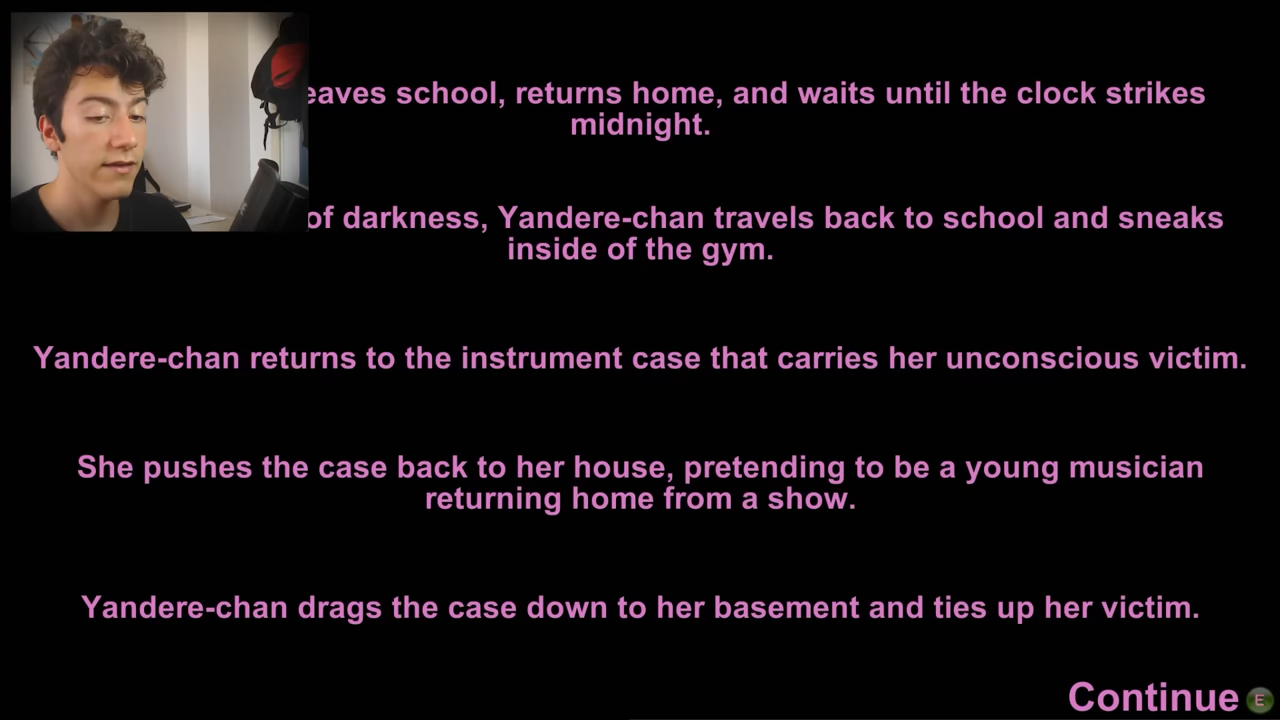 eaves school, returns home, and waits until the clock strikes
midnight.
of darkness, Yandere-chan travels back to school and sneaks
inside of the gym.
Yandere-chan returns to the instrument case that carries her unconscious victim.
She pushes the case back to her house, pretending to be a young musician
returning home from a show.
Yandere-chan drags the case down to her basement and ties up her victim.
Continue E